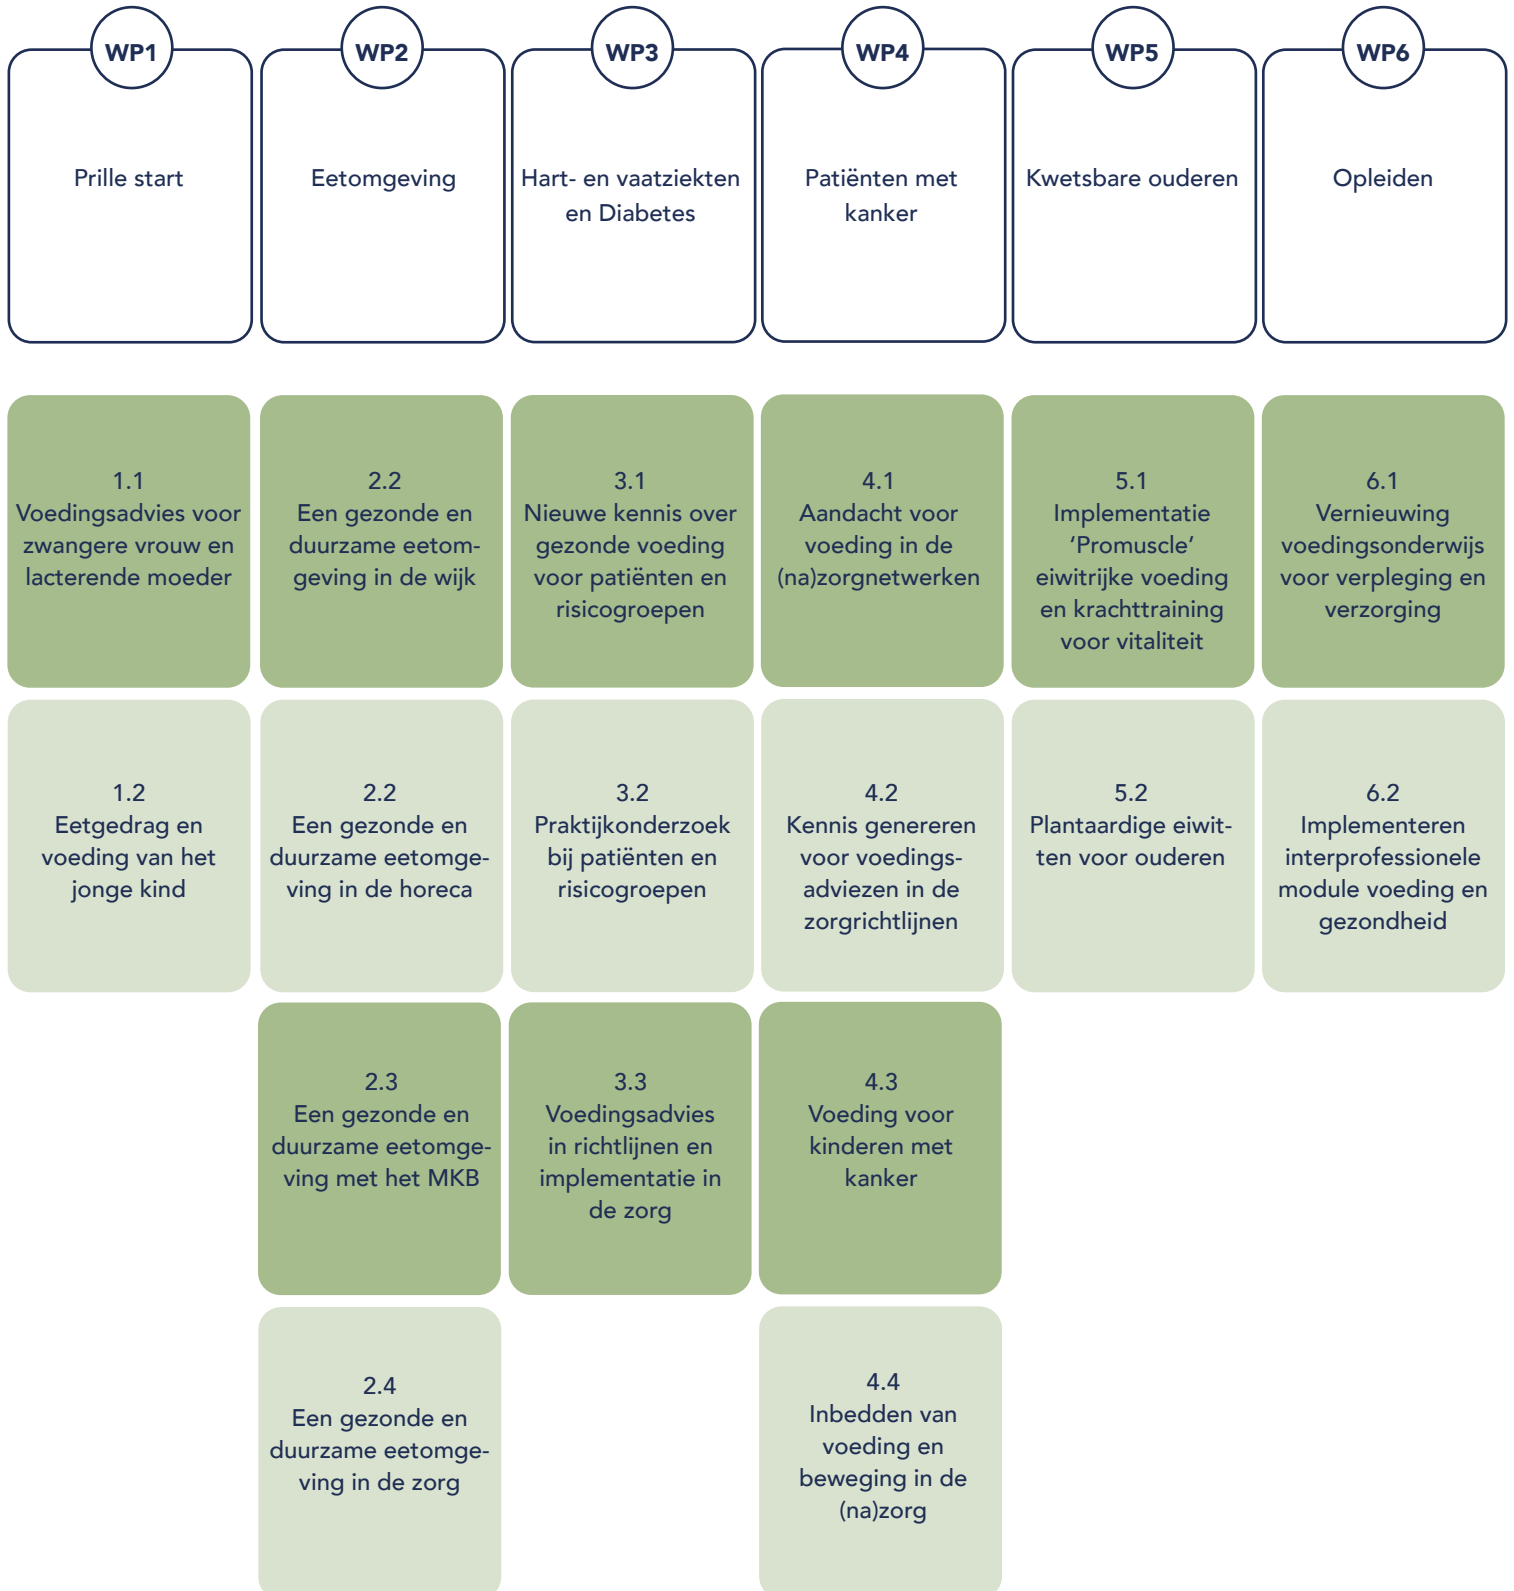 WP1
Prille start
WP2
Eetomgeving
WP3
Hart- en vaatziekten
en Diabetes
WP4
Patiënten met
kanker
WP5
Kwetsbare ouderen
WP6
Opleiden
1.1
Voedingsadvies voor
zwangere vrouw en
lacterende moeder
2.2
Een gezonde en
duurzame eetom-
geving in de wijk
3.1
Nieuwe kennis over
gezonde voeding
voor patiënten en
risicogroepen
4.1
Aandacht voor
voeding in de
(na)zorgnetwerken
5.1
Implementatie
‘Promuscle’
eiwitrijke voeding
en krachttraining
voor vitaliteit
6.1
Vernieuwing
voedingsonderwijs
voor verpleging en
verzorging
1.2
Eetgedrag en
voeding van het
jonge kind
2.2
Een gezonde en
duurzame eetomge-
ving in de horeca
3.2
Praktijkonderzoek
bij patiënten en
risicogroepen
4.2
Kennis genereren
voor voedings-
adviezen in de
zorgrichtlijnen
5.2
Plantaardige eiwit-
ten voor ouderen
6.2
Implementeren
interprofessionele
module voeding en
gezondheid
2.3
Een gezonde en
duurzame eetomge-
ving met het MKB
3.3
Voedingsadvies
in richtlijnen en
implementatie in
de zorg
4.3
Voeding voor
kinderen met
kanker
2.4
Een gezonde en
duurzame eetomge-
ving in de zorg
4.4
Inbedden van
voeding en
beweging in de
(na)zorg